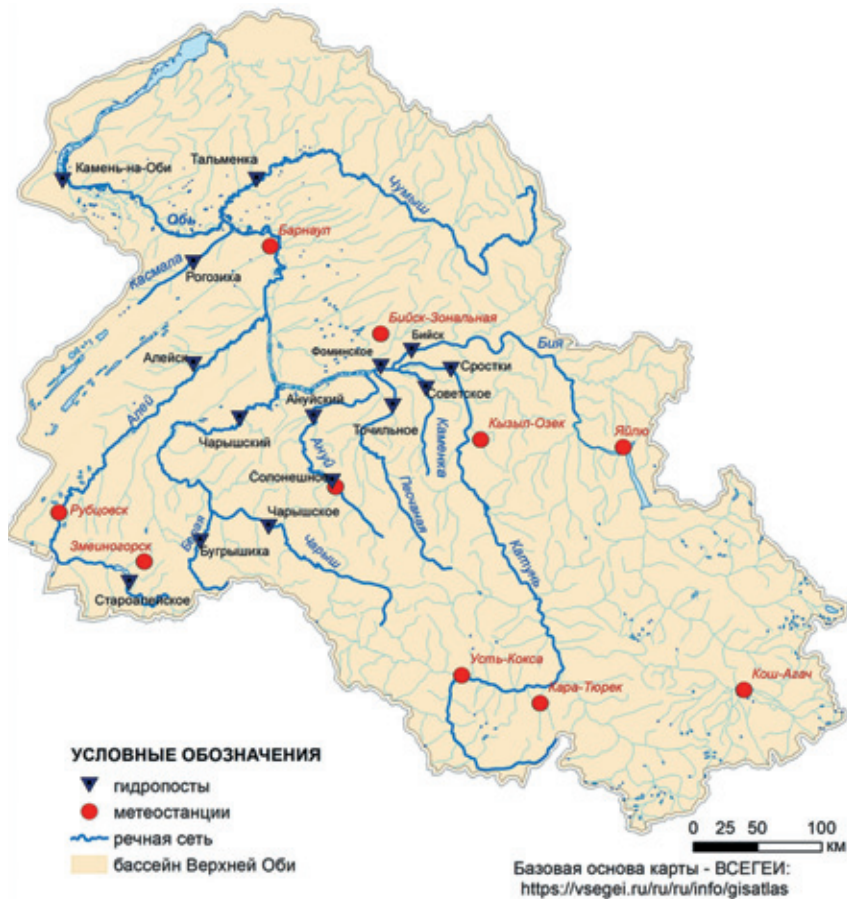 Камень-на-Оби
Тальменка
Чумыш
Обь
Барнаул
Касмала
Рогозиха
Бийск-Зональная
Бийск
Бия
Фоминское
Сростки
Алейск
Советское
Алей
Ануйский
Чарышский
Точильное
Каменка
Кызыл-Озек
Яйлю
Ануй
Солонешное
Песчаная
Рубцовск
Чарышское
Белая
Бугрышиха
Змеиногорск
Чарыш
Катунь
Староалейское
Усть-Кокса
Кара-Тюрек
Кош-Агач
УСЛОВНЫЕ ОБОЗНАЧЕНИЯ
гидропосты
метеостанции
речная сеть
бассейн Верхней Оби
0 25 50 100
км
Базовая основа карты - ВСЕГЕИ:
https://vsegei.ru/ru/ru/info/gisatlas